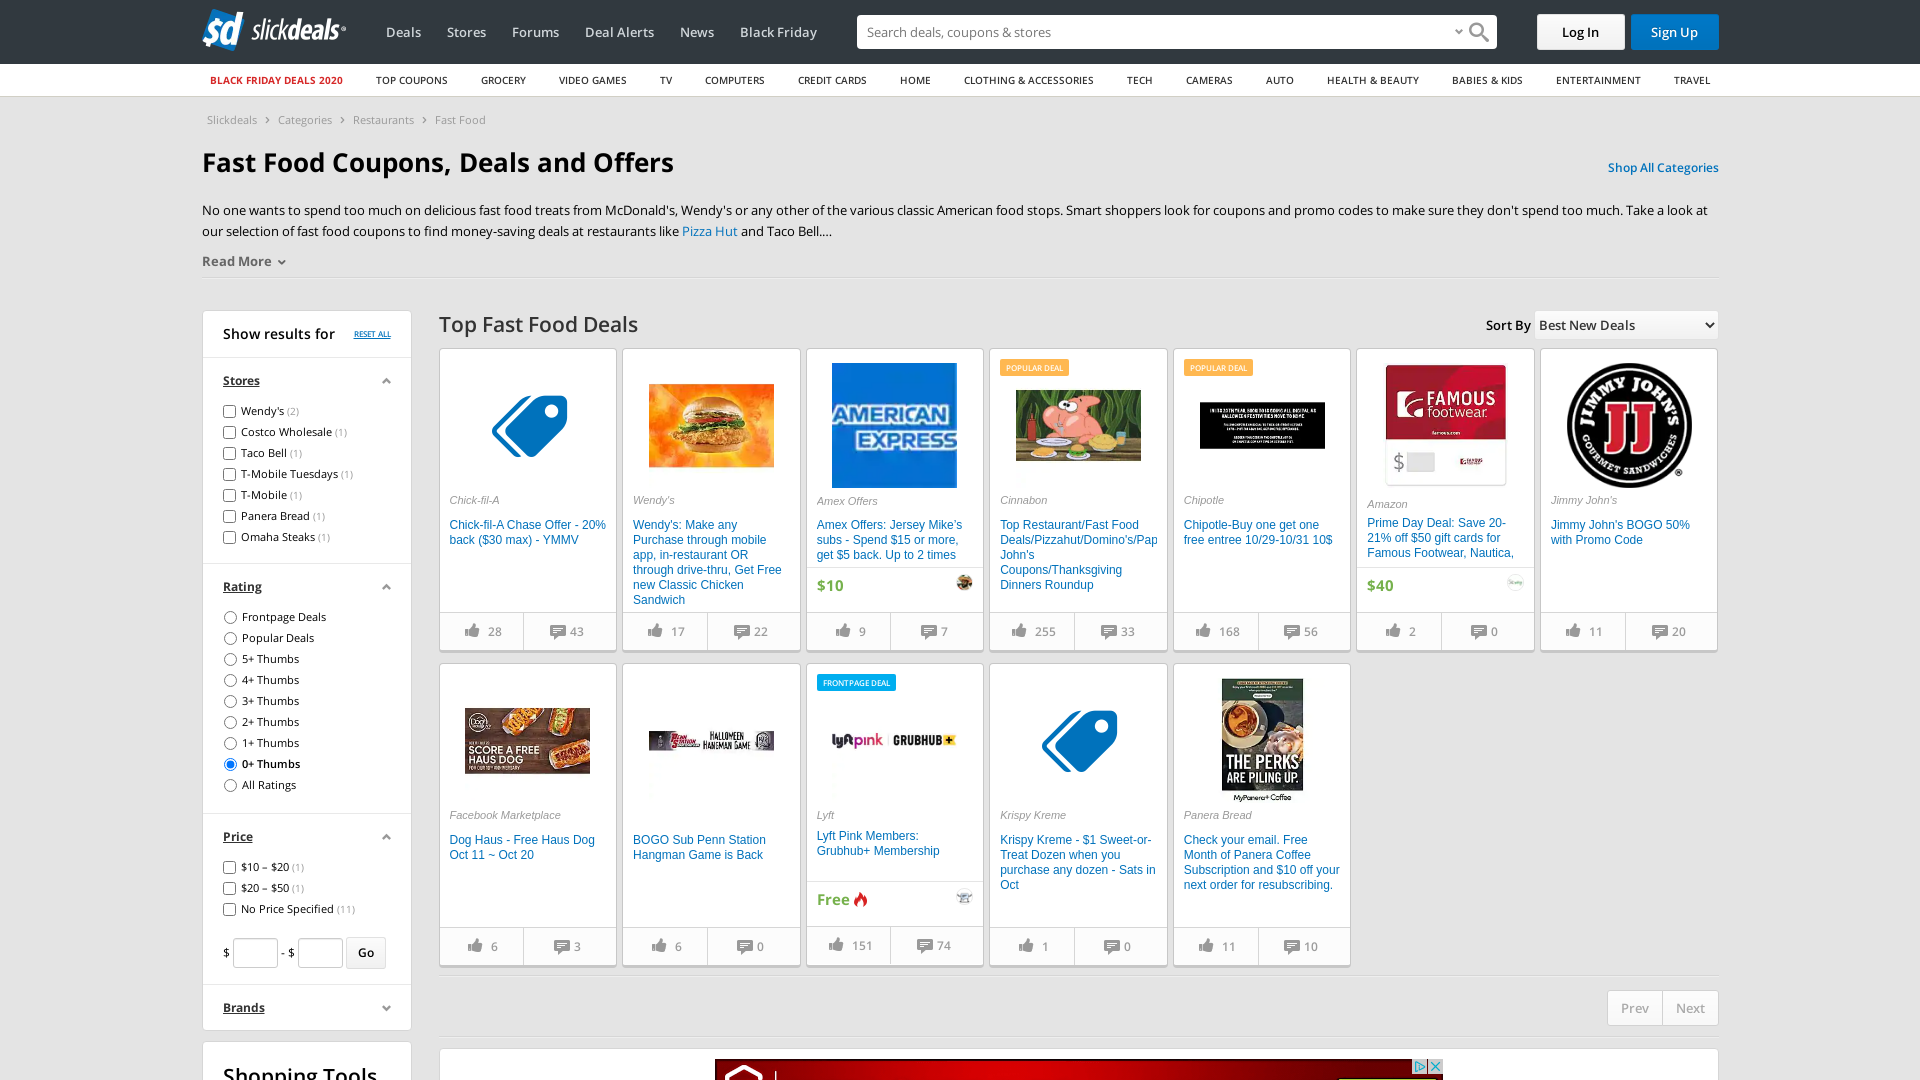 sd slickdeals
Deals
Stores
Forums
Deal Alerts
News
Black Friday
Search deals, coupons & stores
Log In
Sign Up
BLACK FRIDAY DEALS 2020
TOP COUPONS
GROCERY
VIDEO GAMES
TV
COMPUTERS
CREDIT CARDS
HOME
CLOTHING & ACCESSORIES
TECH
CAMERAS
AUTO
HEALTH & BEAUTY
BABIES & KIDS
ENTERTAINMENT
TRAVEL
Slickdeals > Categories > Restaurants > Fast Food
Fast Food Coupons, Deals and Offers
Shop All Categories
No one wants to spend too much on delicious fast food treats from McDonald's, Wendy's or any other of the various classic American food stops. Smart shoppers look for coupons and promo codes to make sure they don't spend too much. Take a look at
our selection of fast food coupons to find money-saving deals at restaurants like Pizza Hut and Taco Bell....
Read More
Show results for
RESET ALL
Stores
Wendy's (2)
Costco Wholesale (1)
Taco Bell (1)
T-Mobile Tuesdays (1)
T-Mobile (1)
Panera Bread (1)
Omaha Steaks (1)
Rating
Frontpage Deals
Popular Deals
5+ Thumbs
4+ Thumbs
3+ Thumbs
2+ Thumbs
1+ Thumbs
0+ Thumbs
All Ratings
Price
$10 – $20 (1)
$20 – $50 (1)
No Price Specified (11)
$ - $ Go
Brands
Shopping Tools
Top Fast Food Deals
Sort By
Best New Deals
Chick-fil-A
Chick-fil-A Chase Offer - 20%
back ($30 max) - YMMV
28
43
Wendy's
Wendy's: Make any
Purchase through mobile
app, in-restaurant OR
through drive-thru, Get Free
new Classic Chicken
Sandwich
17
22
AMERICAN
EXPRESS
Amex Offers
Amex Offers: Jersey Mike's
subs - Spend $15 or more,
get $5 back. Up to 2 times
$10
9
7
POPULAR DEAL
Cinnabon
Top Restaurant/Fast Food
Deals/Pizzahut/Domino's/Pap
John's
Coupons/Thanksgiving
Dinners Roundup
255
33
POPULAR DEAL
Chipotle
Chipotle-Buy one get one
free entree 10/29-10/31 10$
168
56
FAMOUS
footwear
famous.com
$
Amazon
Prime Day Deal: Save 20-
21% off $50 gift cards for
Famous Footwear, Nautica,
$40
2
0
JIMMY JOHN'S
JJ
GOURMET SANDWICHES
Jimmy John's
Jimmy John's BOGO 50%
with Promo Code
11
20
SCORE A FREE
HAUS DOG
Facebook Marketplace
Dog Haus - Free Haus Dog
Oct 11 ~ Oct 20
6
3
HALLOWEEN
HANGMAN GAME
BOGO Sub Penn Station
Hangman Game is Back
6
0
FRONTPAGE DEAL
lyft pink GRUBHUB+
Lyft
Lyft Pink Members:
Grubhub+ Membership
Free
151
74
Krispy Kreme
Krispy Kreme - $1 Sweet-or-
Treat Dozen when you
purchase any dozen - Sats in
Oct
1
0
THE PERKS
ARE PILING UP.
MyPanera+ Coffee
Panera Bread
Check your email. Free
Month of Panera Coffee
Subscription and $10 off your
next order for resubscribing.
11
10
Prev
Next